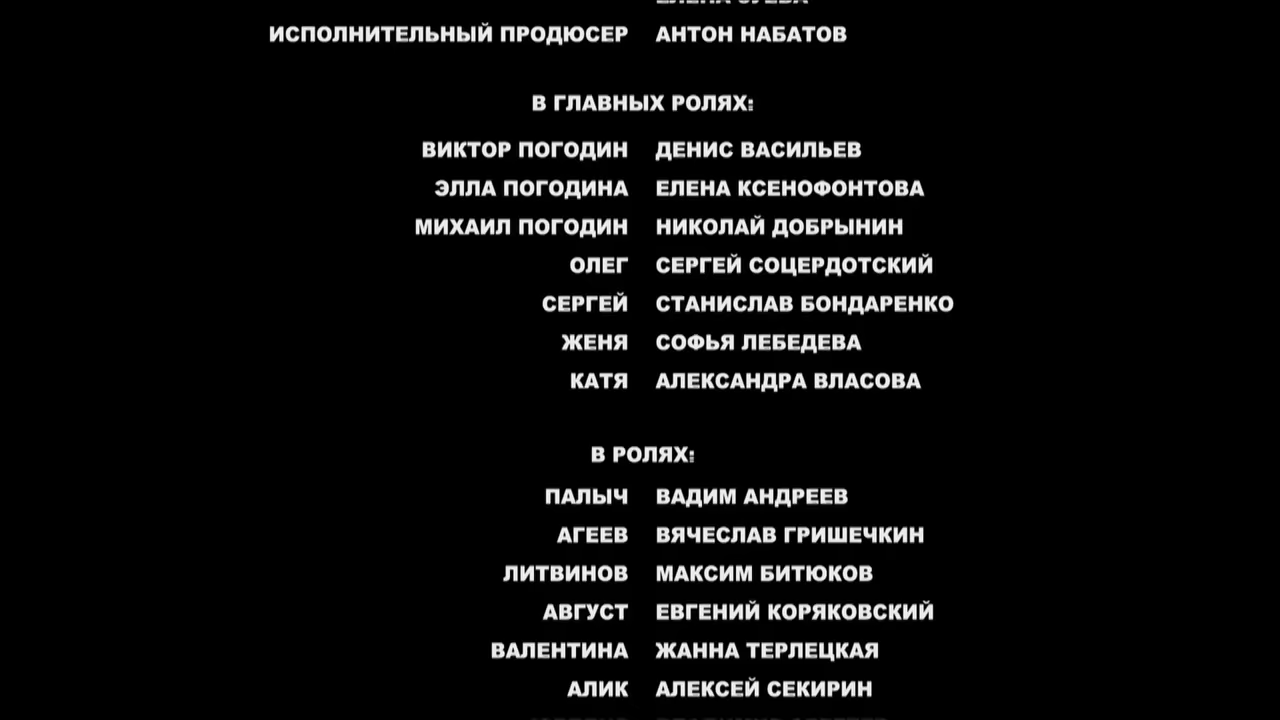 ИСПОЛНИТЕЛЬНЫЙ ПРОДЮСЕР АНТОН НАБАТОВ
В ГЛАВНЫХ РОЛЯХ:
ВИКТОР ПОГОДИН ДЕНИС ВАСИЛЬЕВ
ЭЛЛА ПОГОДИНА ЕЛЕНА КСЕНОФОНТОВА
МИХАИЛ ПОГОДИН НИКОЛАЙ ДОБРЫНИН
ОЛЕГ СЕРГЕЙ СОЦЕРДОТСКИЙ
СЕРГЕЙ СТАНИСЛАВ БОНДАРЕНКО
ЖЕНЯ СОФЬЯ ЛЕБЕДЕВА
КАТЯ АЛЕКСАНДРА ВЛАСОВА
В РОЛЯХ:
ПАЛЫЧ ВАДИМ АНДРЕЕВ
АГЕЕВ ВЯЧЕСЛАВ ГРИШЕЧКИН
ЛИТВИНОВ МАКСИМ БИТЮКОВ
АВГУСТ ЕВГЕНИЙ КОРЯКОВСКИЙ
ВАЛЕНТИНА ЖАННА ТЕРЛЕЦКАЯ
АЛИК АЛЕКСЕЙ СЕКИРИН